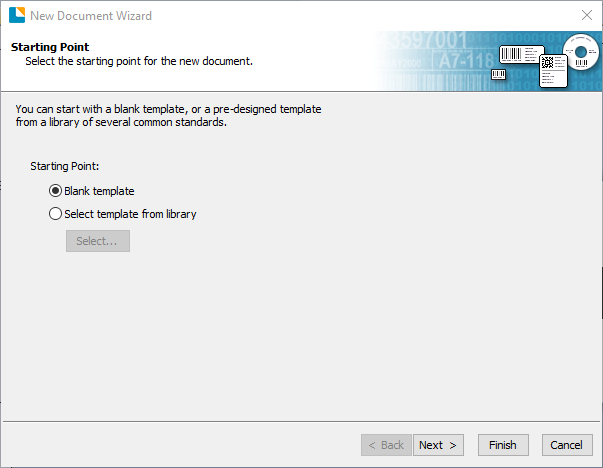 New Document Wizard
Starting Point
Select the starting point for the new document.
3597001
A7-118
You can start with a blank template, or a pre-designed template
from a library of several common standards.
Starting Point:
Blank template
Select template from library
Select...
< Back
Next >
Finish
Cancel